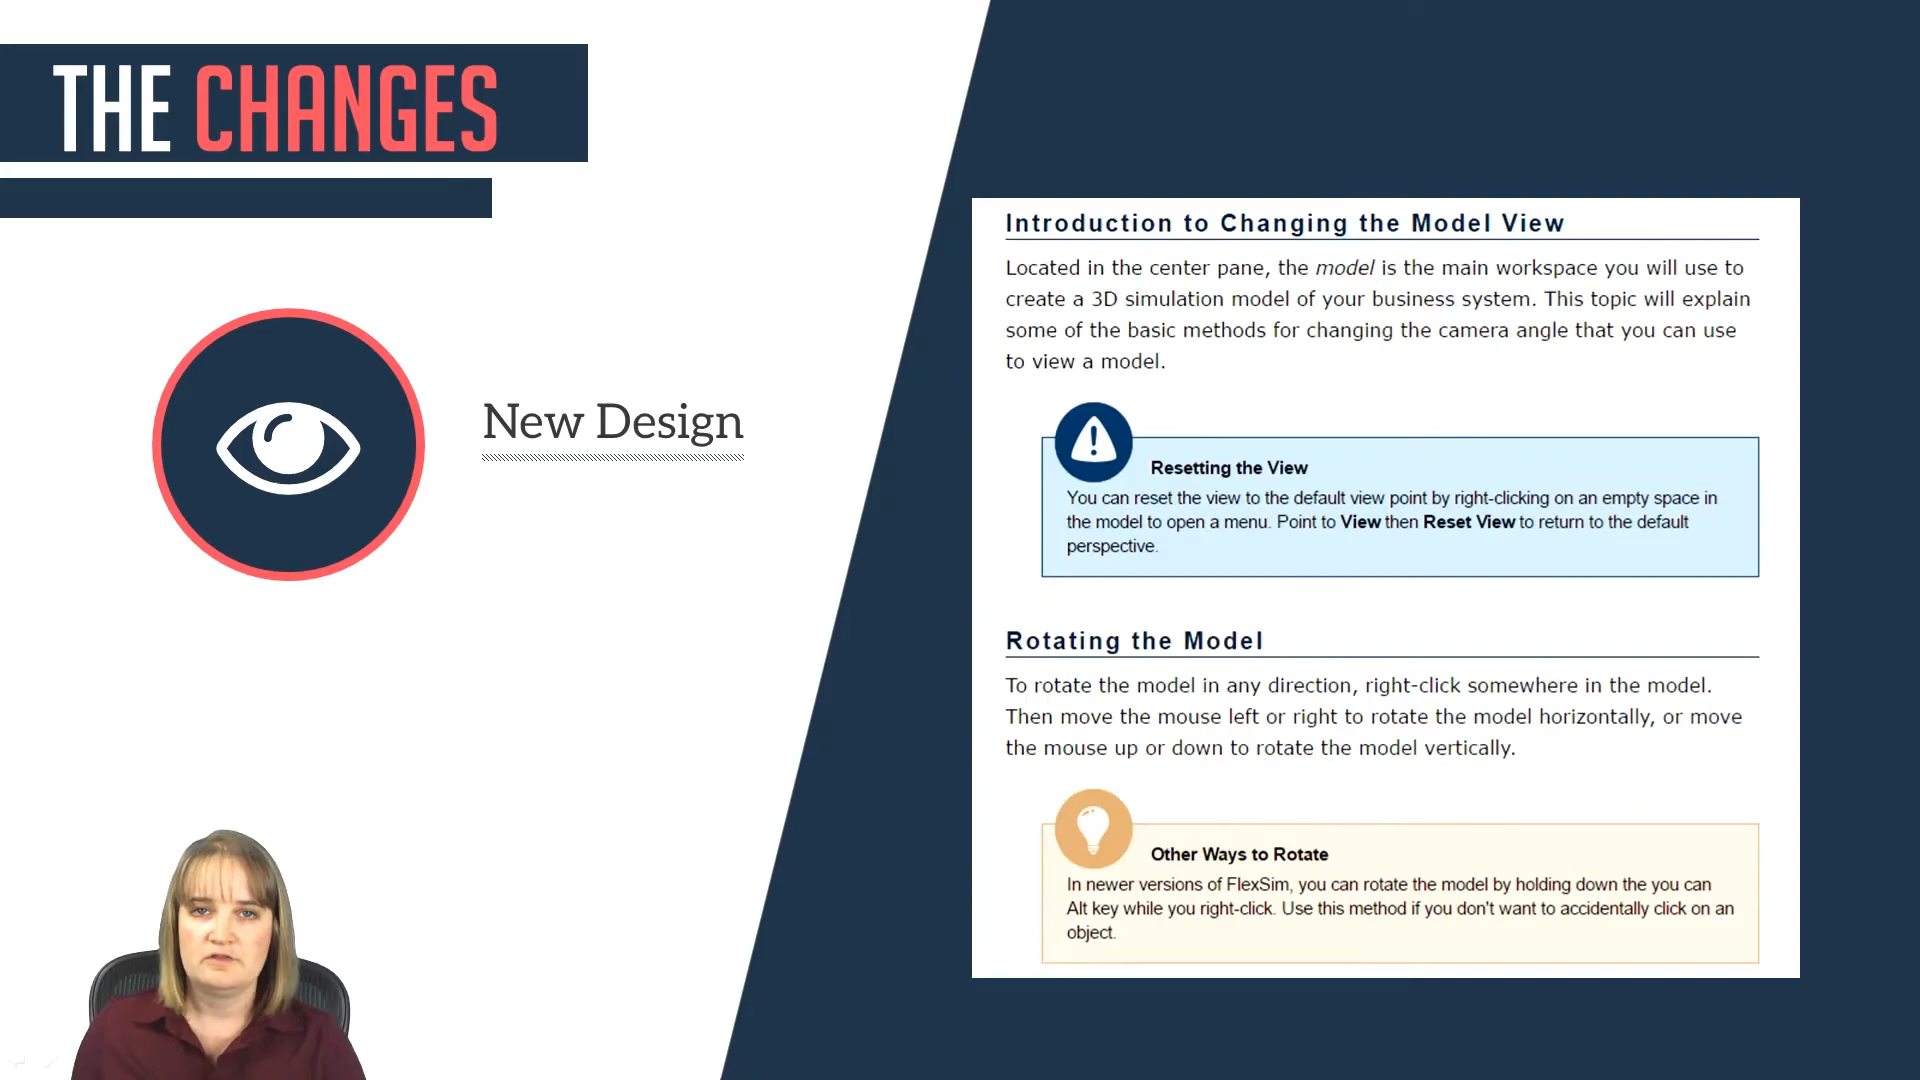 THE CHANGES
New Design
Introduction to Changing the Model View
Located in the center pane, the model is the main workspace you will use to
create a 3D simulation model of your business system. This topic will explain
some of the basic methods for changing the camera angle that you can use
to view a model.
Resetting the View
You can reset the view to the default view point by right-clicking on an empty space in
the model to open a menu. Point to View then Reset View to return to the default
perspective.
Rotating the Model
To rotate the model in any direction, right-click somewhere in the model.
Then move the mouse left or right to rotate the model horizontally, or move
the mouse up or down to rotate the model vertically.
Other Ways to Rotate
In newer versions of FlexSim, you can rotate the model by holding down the you can
Alt key while you right-click. Use this method if you don't want to accidentally click on an
object.